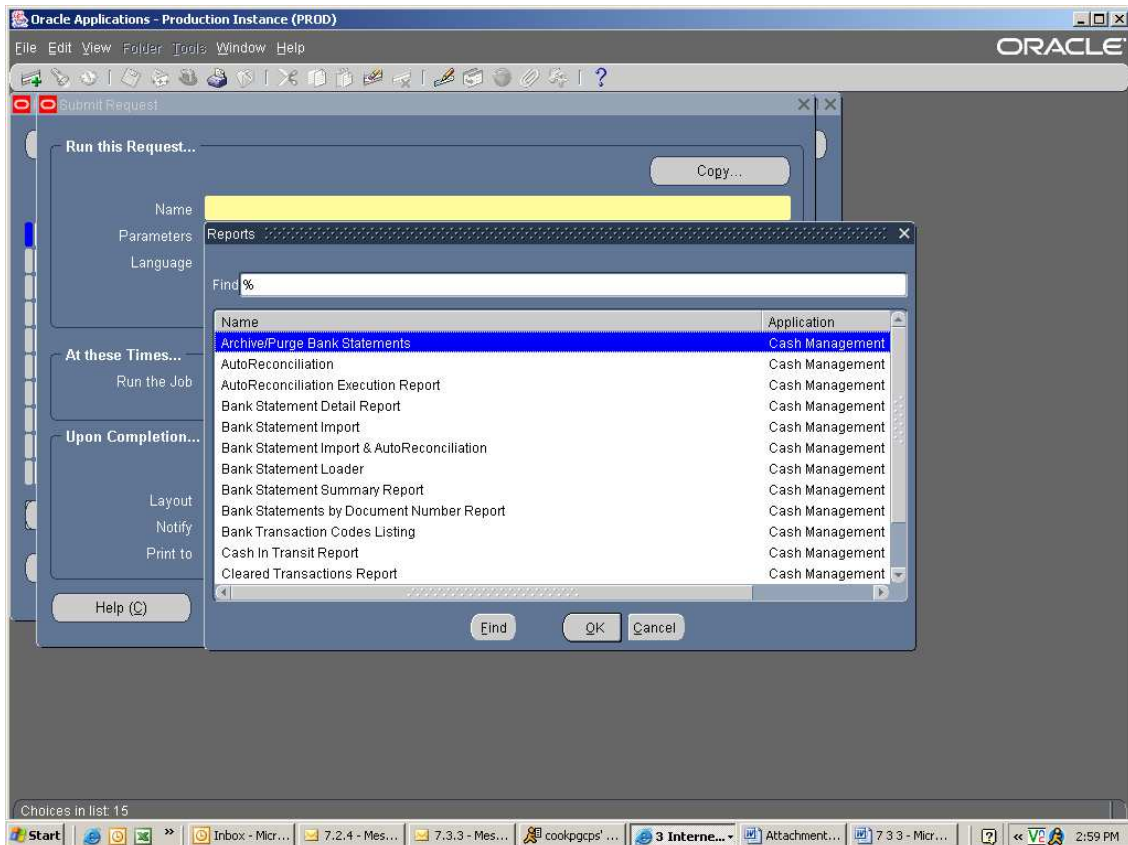 Oracle Applications - Production Instance (PROD)
File Edit View Folder Tools Window Help
ORACLE
Submit Request
Run this Request...
Copy...
Name
Parameters
Language
Reports
Find %
Name Application
Archive/Purge Bank Statements Cash Management
AutoReconciliation Cash Management
AutoReconciliation Execution Report Cash Management
Bank Statement Detail Report Cash Management
Bank Statement Import Cash Management
Bank Statement Import & AutoReconciliation Cash Management
Bank Statement Loader Cash Management
Bank Statement Summary Report Cash Management
Bank Statements by Document Number Report Cash Management
Bank Transaction Codes Listing Cash Management
Cash In Transit Report Cash Management
Cleared Transactions Report Cash Management
Find OK Cancel
At these Times...
Run the Job
Upon Completion...
Layout
Notify
Print to
Help (C)
Choices in list: 15
Start » Inbox - Micr... 7.2.4 - Mes... 7.3.3 - Mes... cookpgcps' ... 3 Interne... Attachment... 7 3 3 - Micr... ? « 2:59 PM